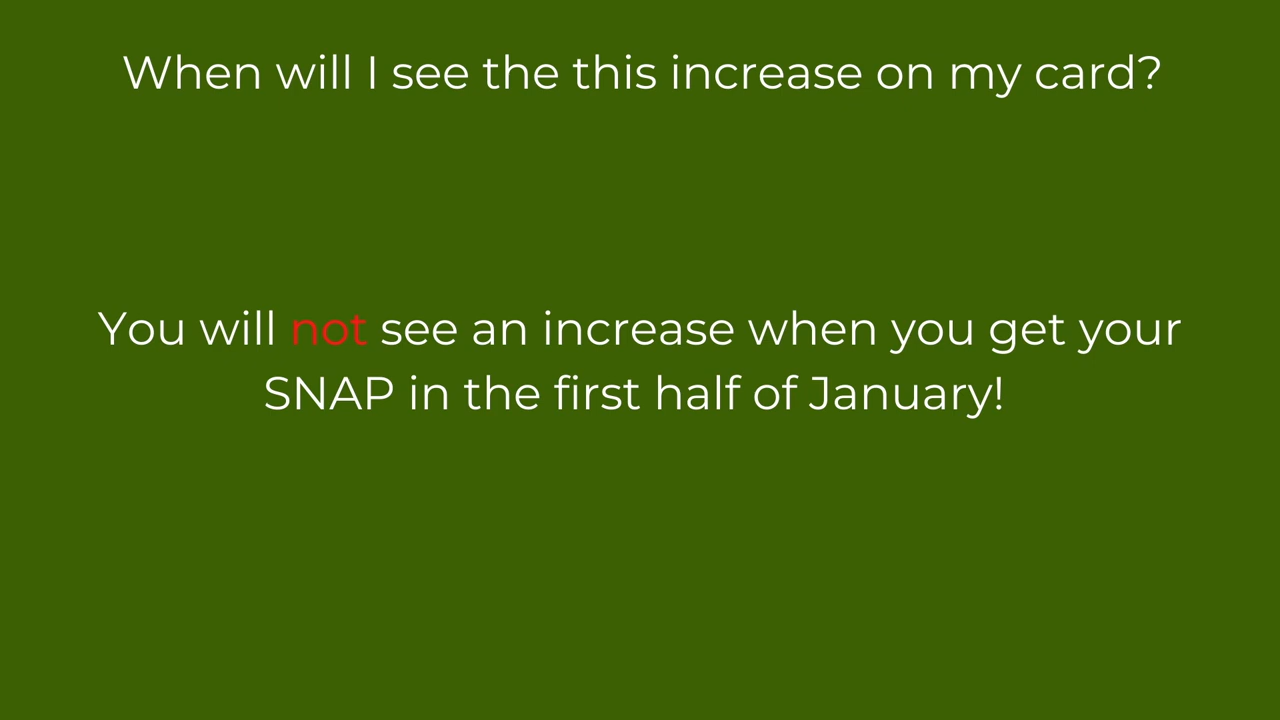 When will I see the this increase on my card?
You will not see an increase when you get your
SNAP in the first half of January!